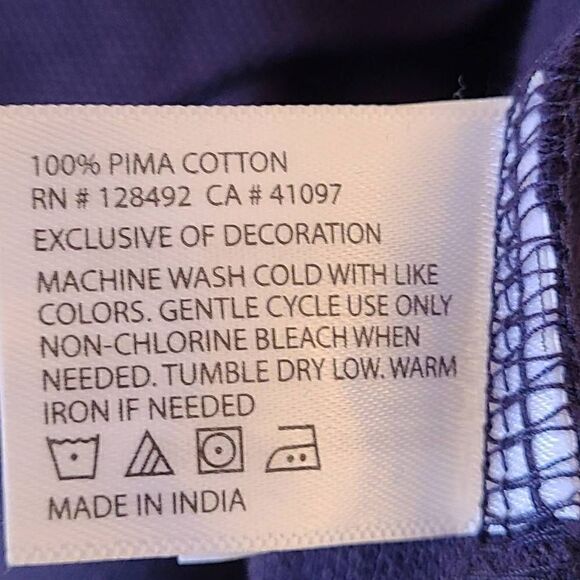 100% PIMA COTTON
RN # 128492 CA # 41097
EXCLUSIVE OF DECORATION
MACHINE WASH COLD WITH LIKE
COLORS. GENTLE CYCLE USE ONLY
NON-CHLORINE BLEACH WHEN
NEEDED. TUMBLE DRY LOW. WARM
IRON IF NEEDED
MADE IN INDIA